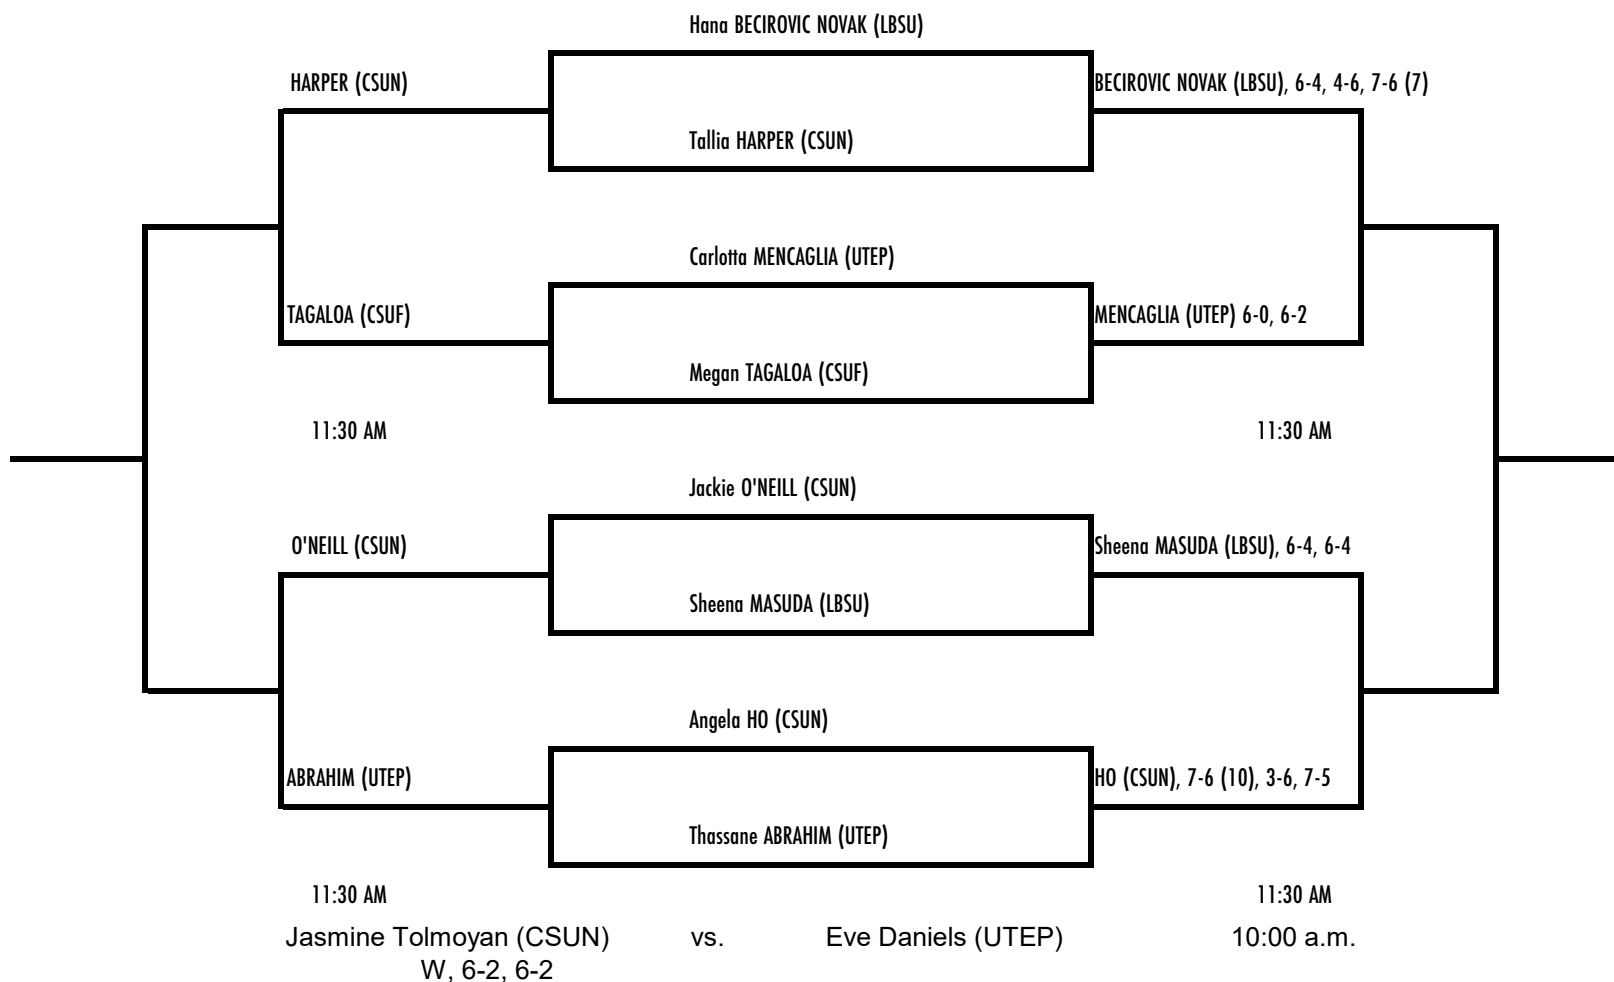 Hana BECIROVIC NOVAK (LBSU)
HARPER (CSUN)
BECIROVIC NOVAK (LBSU), 6-4, 4-6, 7-6 (7)
Tallia HARPER (CSUN)
Carlotta MENCAGLIA (UTEP)
TAGALOA (CSUF)
MENCAGLIA (UTEP) 6-0, 6-2
Megan TAGALOA (CSUF)
11:30 AM
11:30 AM
Jackie O'NEILL (CSUN)
O'NEILL (CSUN)
Sheena MASUDA (LBSU), 6-4, 6-4
Sheena MASUDA (LBSU)
Angela HO (CSUN)
ABRAHIM (UTEP)
HO (CSUN), 7-6 (10), 3-6, 7-5
Thassane ABRAHIM (UTEP)
11:30 AM
11:30 AM
Jasmine Tolmoyan (CSUN) vs. Eve Daniels (UTEP) 10:00 a.m.
W, 6-2, 6-2